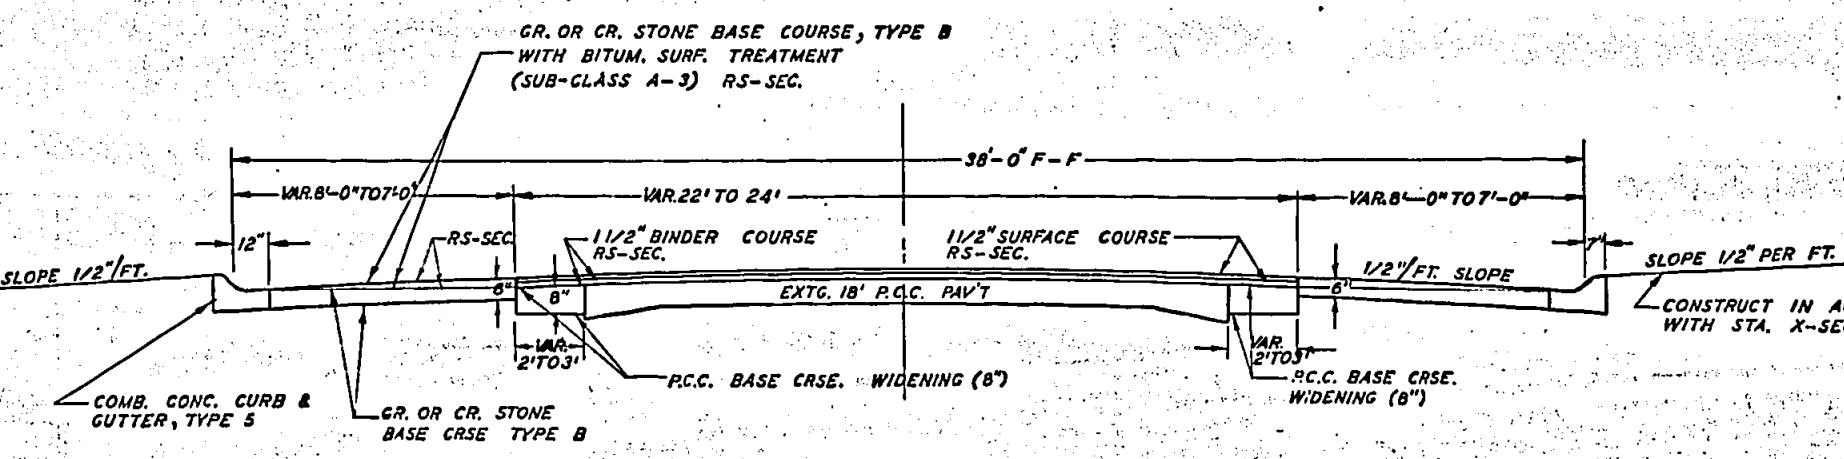 GR. OR CR. STONE BASE COURSE, TYPE B
WITH BITUM. SURF. TREATMENT
(SUB-CLASS A-3) RS-SEC.
38'-0" F-F
VAR. 8'-0" TO 7'-0"
VAR. 22' TO 24'
VAR. 8'-0" TO 7'-0"
12"
RS-SEC.
1 1/2" BINDER COURSE
RS-SEC.
1 1/2" SURFACE COURSE
RS-SEC.
7"
SLOPE 1/2"/FT.
6"
8"
EXTG. 18' P.C.C. PAV'T
6"
1/2"/FT. SLOPE
SLOPE 1/2" PER FT.
CONSTRUCT IN
WITH STA. X-SE
VAR.
2' TO 3'
VAR.
2' TO 3'
P.C.C. BASE CRSE. WIDENING (8")
P.C.C. BASE CRSE.
WIDENING (8")
COMB. CONC. CURB &
GUTTER, TYPE 5
GR. OR CR. STONE
BASE CRSE TYPE B